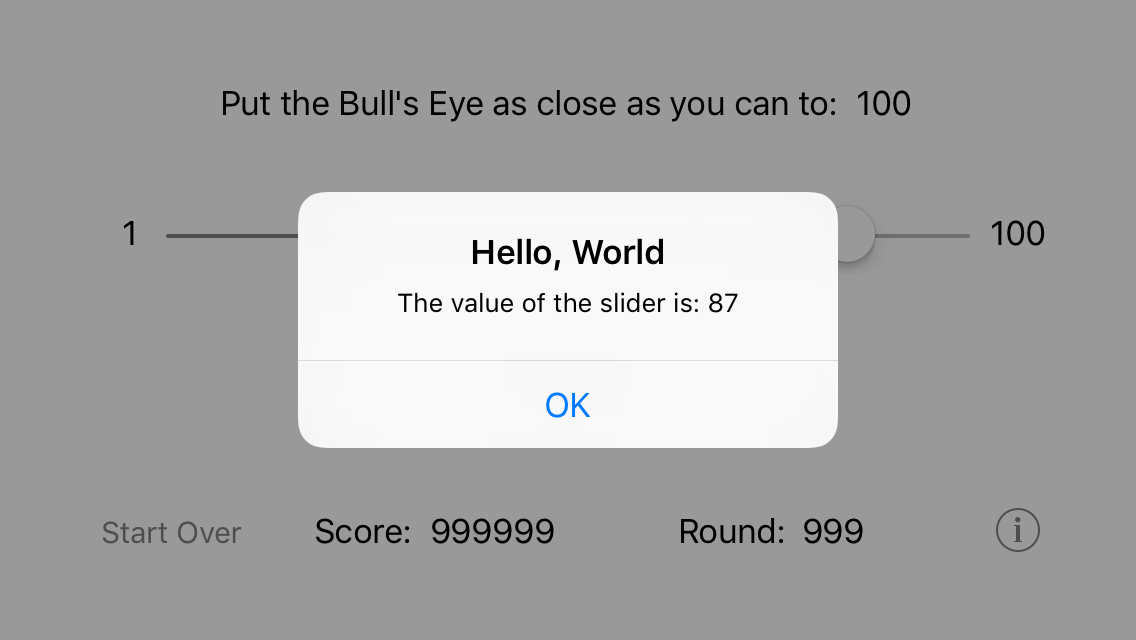 Put the Bull's Eye as close as you can to: 100
1
100
Hello, World
The value of the slider is: 87
OK
Start Over Score: 999999 Round: 999
i